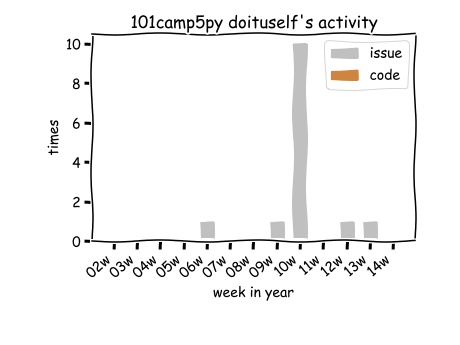 101camp5py doituself's activity
10
8
6
4
2
0
times
issue
code
02w 03w 04w 05w 06w 07w 08w 09w 10w 11w 12w 13w 14w
week in year